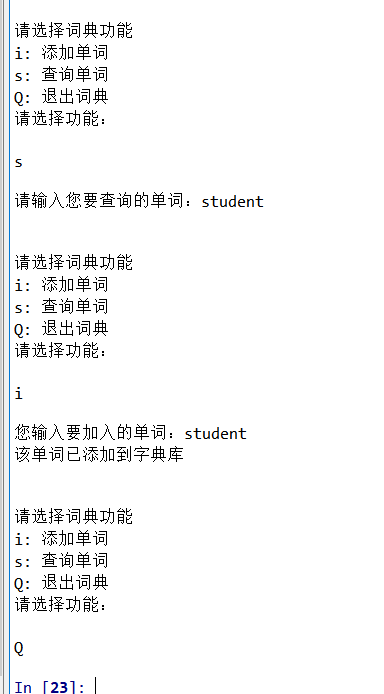 请选择词典功能
i: 添加单词
s: 查询单词
Q: 退出词典
请选择功能:
s
请输入您要查询的单词: student
请选择词典功能
i: 添加单词
s: 查询单词
Q: 退出词典
请选择功能:
i
您输入要加入的单词: student
该单词已添加到字典库
请选择词典功能
i: 添加单词
s: 查询单词
Q: 退出词典
请选择功能:
Q
In [23]: